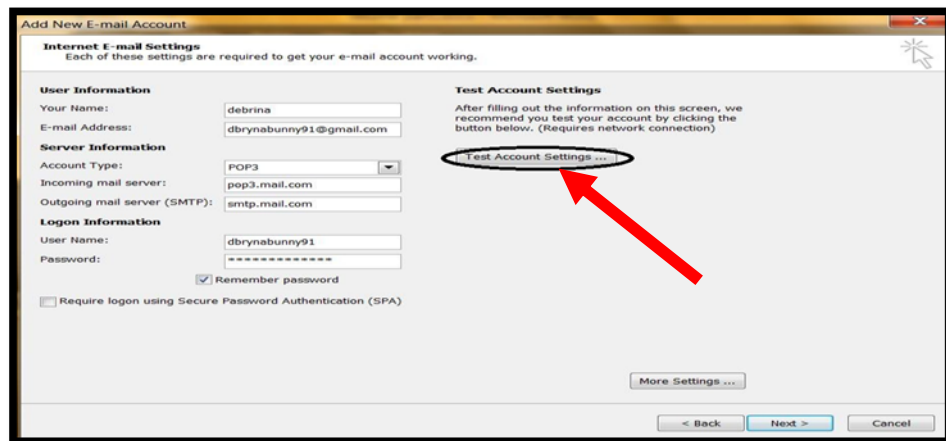 Add New E-mail Account
Internet E-mail Settings
Each of these settings are required to get your e-mail account working.
User Information
Your Name: debrina
E-mail Address: dbrynabunny91@gmail.com
Server Information
Account Type: POP3
Incoming mail server: pop3.mail.com
Outgoing mail server (SMTP): smtp.mail.com
Logon Information
User Name: dbrynabunny91
Password: *************
Remember password
Require logon using Secure Password Authentication (SPA)
Test Account Settings
After filling out the information on this screen, we
recommend you test your account by clicking the
button below. (Requires network connection)
Test Account Settings ...
More Settings ...
< Back Next > Cancel